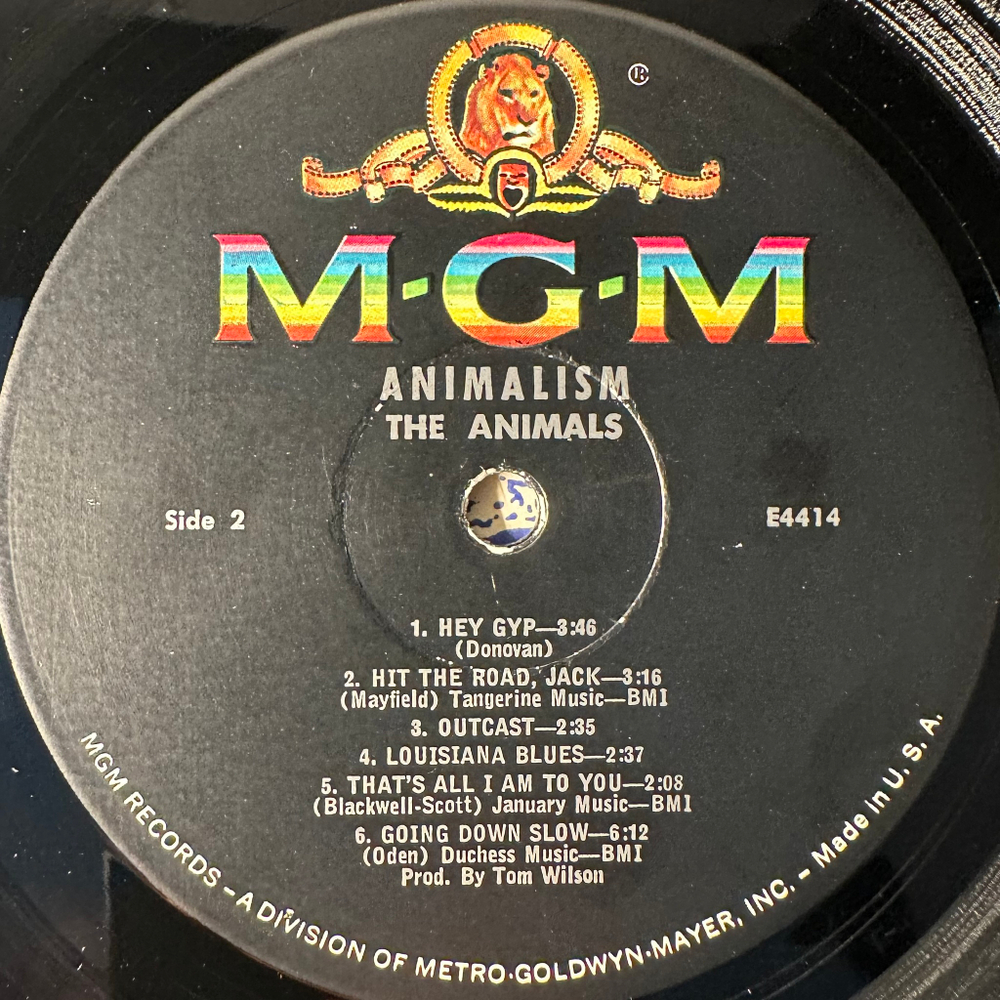 ®
M·G·M
ANIMALISM
THE ANIMALS
Side 2
E4414
1. HEY GYP—3:46
(Donovan)
2. HIT THE ROAD, JACK—3:16
(Mayfield) Tangerine Music—BMI
3. OUTCAST—2:35
4. LOUISIANA BLUES—2:37
5. THAT'S ALL I AM TO YOU—2:08
(Blackwell-Scott) January Music—BMI
6. GOING DOWN SLOW—6:12
(Oden) Duchess Music—BMI
Prod. By Tom Wilson
MGM RECORDS – A DIVISION OF METRO·GOLDWYN·MAYER, INC. – Made in U. S. A.